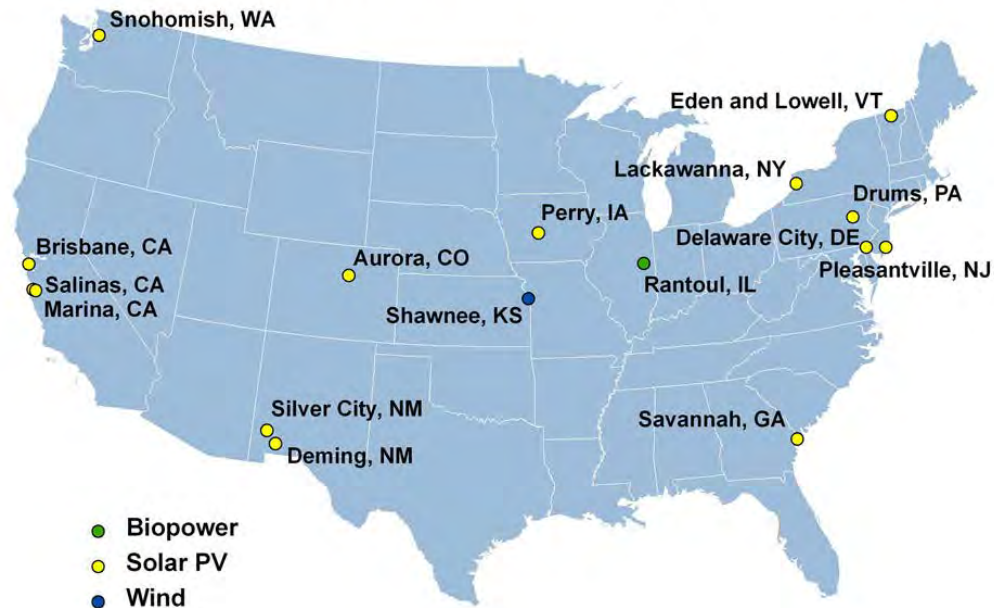 Snohomish, WA
Eden and Lowell, VT
Lackawanna, NY
Drums, PA
Perry, IA
Delaware City, DE
Brisbane, CA
Aurora, CO
Pleasantville, NJ
Salinas, CA
Rantoul, IL
Marina, CA
Shawnee, KS
Silver City, NM
Savannah, GA
Deming, NM
Biopower
Solar PV
Wind